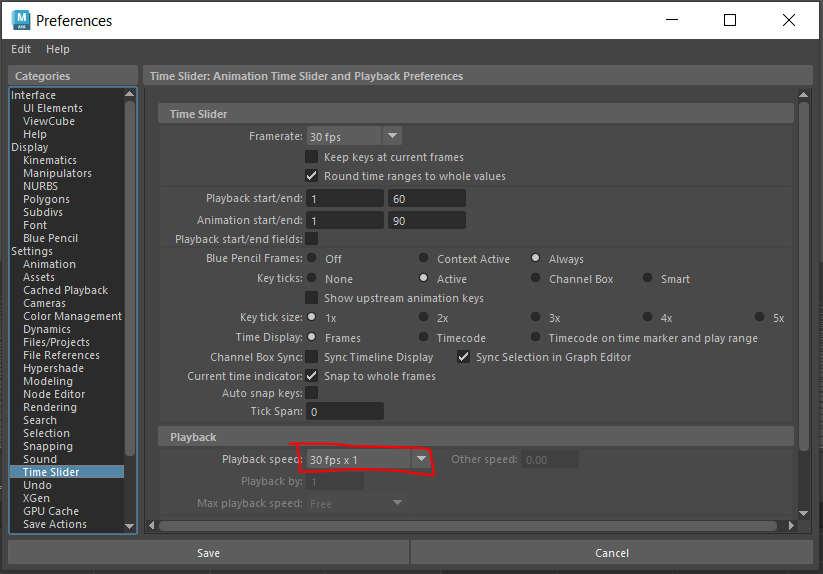 M
AYA
Preferences
Edit Help
Categories
Interface
UI Elements
ViewCube
Help
Display
Kinematics
Manipulators
NURBS
Polygons
Subdivs
Font
Blue Pencil
Settings
Animation
Assets
Cached Playback
Cameras
Color Management
Dynamics
Files/Projects
File References
Hypershade
Modeling
Node Editor
Rendering
Search
Selection
Snapping
Sound
Time Slider
Undo
XGen
GPU Cache
Save Actions
Time Slider: Animation Time Slider and Playback Preferences
Time Slider
Framerate: 30 fps
Keep keys at current frames
Round time ranges to whole values
Playback start/end: 1 60
Animation start/end: 1 90
Playback start/end fields:
Blue Pencil Frames: Off Context Active Always
Key ticks: None Active Channel Box Smart
Show upstream animation keys
Key tick size: 1x 2x 3x 4x 5x
Time Display: Frames Timecode Timecode on time marker and play range
Channel Box Sync: Sync Timeline Display Sync Selection in Graph Editor
Current time indicator: Snap to whole frames
Auto snap keys:
Tick Span: 0
Playback
Playback speed: 30 fps x 1 Other speed: 0.00
Playback by: 1
Max playback speed: Free
Save Cancel